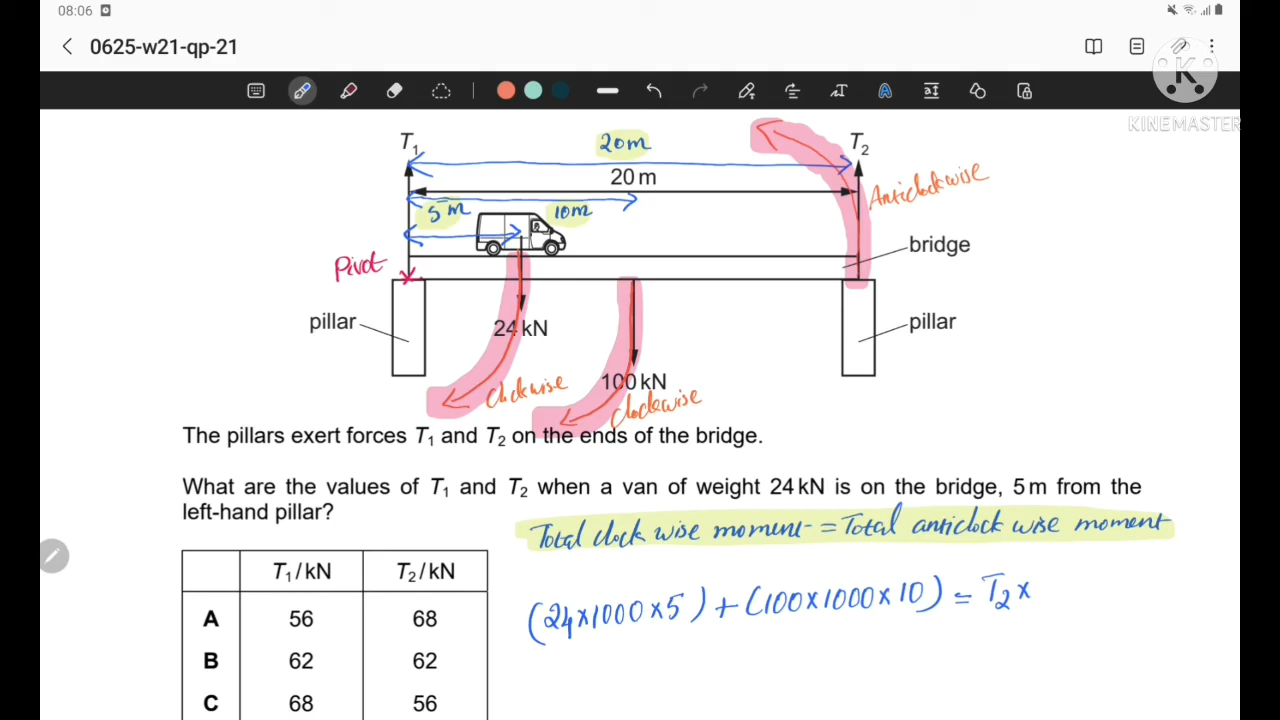 08:06
0625-w21-qp-21
K
KINEMASTER
T1 20m T2
20 m
Anticlockwise
5m 10m
bridge
Pivot
pillar 24 kN pillar
100 kN
Clockwise clockwise
The pillars exert forces T1 and T2 on the ends of the bridge.
What are the values of T1 and T2 when a van of weight 24 kN is on the bridge, 5 m from the
left-hand pillar?
Total clock wise moment = Total anticlock wise moment
T1/kN T2/kN
(24×1000×5) + (100×1000×10) = T2×
A 56 68
B 62 62
C 68 56